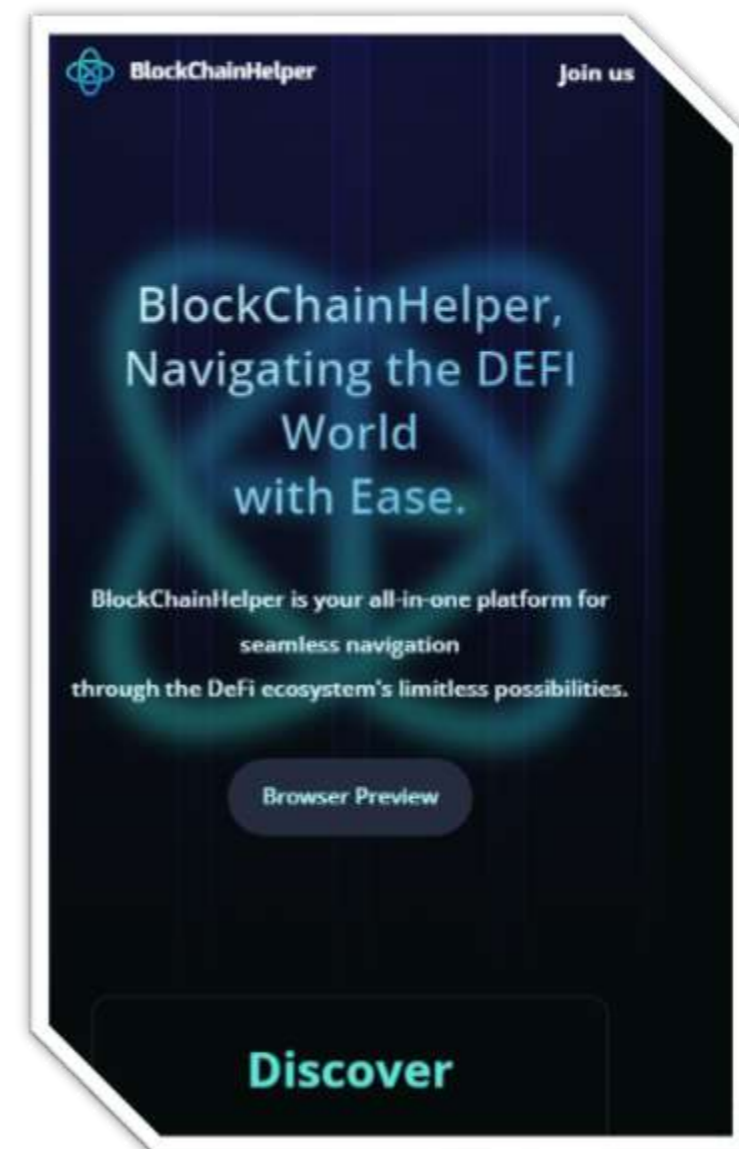 BlockChainHelper
Join us
BlockChainHelper,
Navigating the DEFI
World
with Ease.
BlockChainHelper is your all-in-one platform for
seamless navigation
through the DeFi ecosystem's limitless possibilities.
Browser Preview
Discover